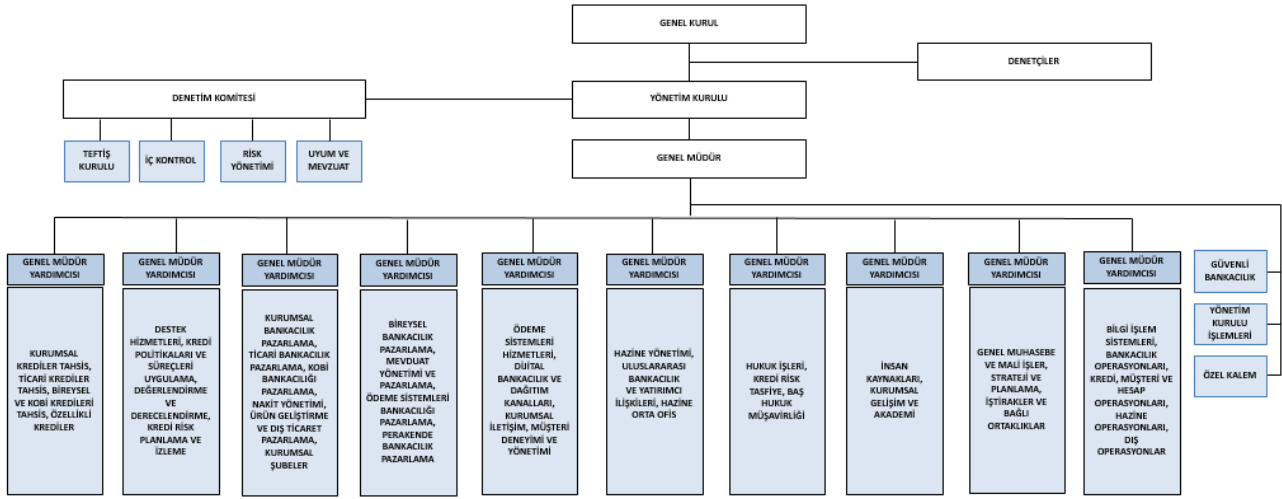 GENEL KURUL
DENETÇİLER
DENETİM KOMİTESİ
YÖNETİM KURULU
TEFTİŞ
KURULU
İÇ KONTROL
RİSK
YÖNETİMİ
UYUM VE
MEVZUAT
GENEL MÜDÜR
GENEL MÜDÜR
YARDIMCISI
KURUMSAL
KREDİLER TAHSİS,
TİCARİ KREDİLER
TAHSİS, BİREYSEL
VE KOBİ KREDİLERİ
TAHSİS, ÖZELLİKLİ
KREDİLER
GENEL MÜDÜR
YARDIMCISI
DESTEK
HİZMETLERİ, KREDİ
POLİTİKALARI VE
SÜREÇLERİ
UYGULAMA,
DEĞERLENDİRME
VE
DERECELENDİRME,
KREDİ RİSK
PLANLAMA VE
İZLEME
GENEL MÜDÜR
YARDIMCISI
KURUMSAL
BANKACILIK
PAZARLAMA,
TİCARİ BANKACILIK
PAZARLAMA, KOBİ
BANKACILIĞI
PAZARLAMA,
NAKİT YÖNETİMİ,
ÜRÜN GELİŞTİRME
VE DIŞ TİCARET
PAZARLAMA,
KURUMSAL
ŞUBELER
GENEL MÜDÜR
YARDIMCISI
BİREYSEL
BANKACILIK
PAZARLAMA,
MEVDUAT
YÖNETİMİ VE
PAZARLAMA,
ÖDEME SİSTEMLERİ
BANKACILIĞI
PAZARLAMA,
PERAKENDE
BANKACILIK
PAZARLAMA
GENEL MÜDÜR
YARDIMCISI
ÖDEME
SİSTEMLERİ
HİZMETLERİ,
DİJİTAL
BANKACILIK VE
DAĞITIM
KANALLARI,
KURUMSAL
İLETİŞİM, MÜŞTERİ
DENEYİMİ VE
YÖNETİMİ
GENEL MÜDÜR
YARDIMCISI
HAZİNE YÖNETİMİ,
ULUSLARARASI
BANKACILIK
VE YATIRIMCI
İLİŞKİLERİ, HAZİNE
ORTA OFİS
GENEL MÜDÜR
YARDIMCISI
HUKUK İŞLERİ,
KREDİ RİSK
TASFİYE, BAŞ
HUKUK
MÜŞAVİRLİĞİ
GENEL MÜDÜR
YARDIMCISI
İNSAN
KAYNAKLARI,
KURUMSAL
GELİŞİM VE
AKADEMİ
GENEL MÜDÜR
YARDIMCISI
GENEL MUHASEBE
VE MALİ İŞLER,
STRATEJİ VE
PLANLAMA,
İŞTİRAKLER VE
BAĞLI
ORTAKLIKLAR
GENEL MÜDÜR
YARDIMCISI
BİLGİ İŞLEM
SİSTEMLERİ,
BANKACILIK
OPERASYONLARI,
KREDİ, MÜŞTERİ VE
HESAP
OPERASYONLARI,
HAZİNE
OPERASYONLARI,
DIŞ
OPERASYONLAR
GÜVENLİ
BANKACILIK
YÖNETİM
KURULU
İŞLEMLERİ
ÖZEL KALEM